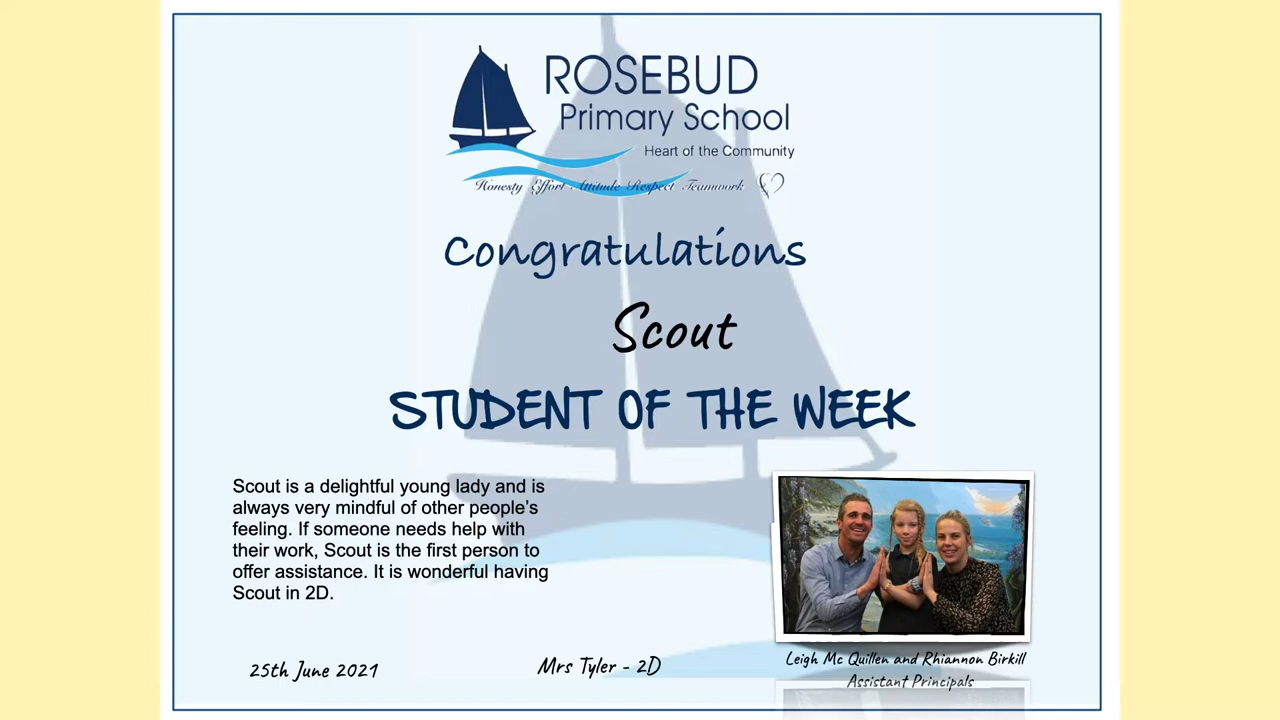 ROSEBUD
Primary School
Heart of the Community
Honesty Effort Attitude Respect Teamwork
Congratulations
Scout
STUDENT OF THE WEEK
Scout is a delightful young lady and is
always very mindful of other people’s
feeling. If someone needs help with
their work, Scout is the first person to
offer assistance. It is wonderful having
Scout in 2D.
25th June 2021
Mrs Tyler - 2D
Leigh Mc Quillen and Rhiannon Birkill
Assistant Principals